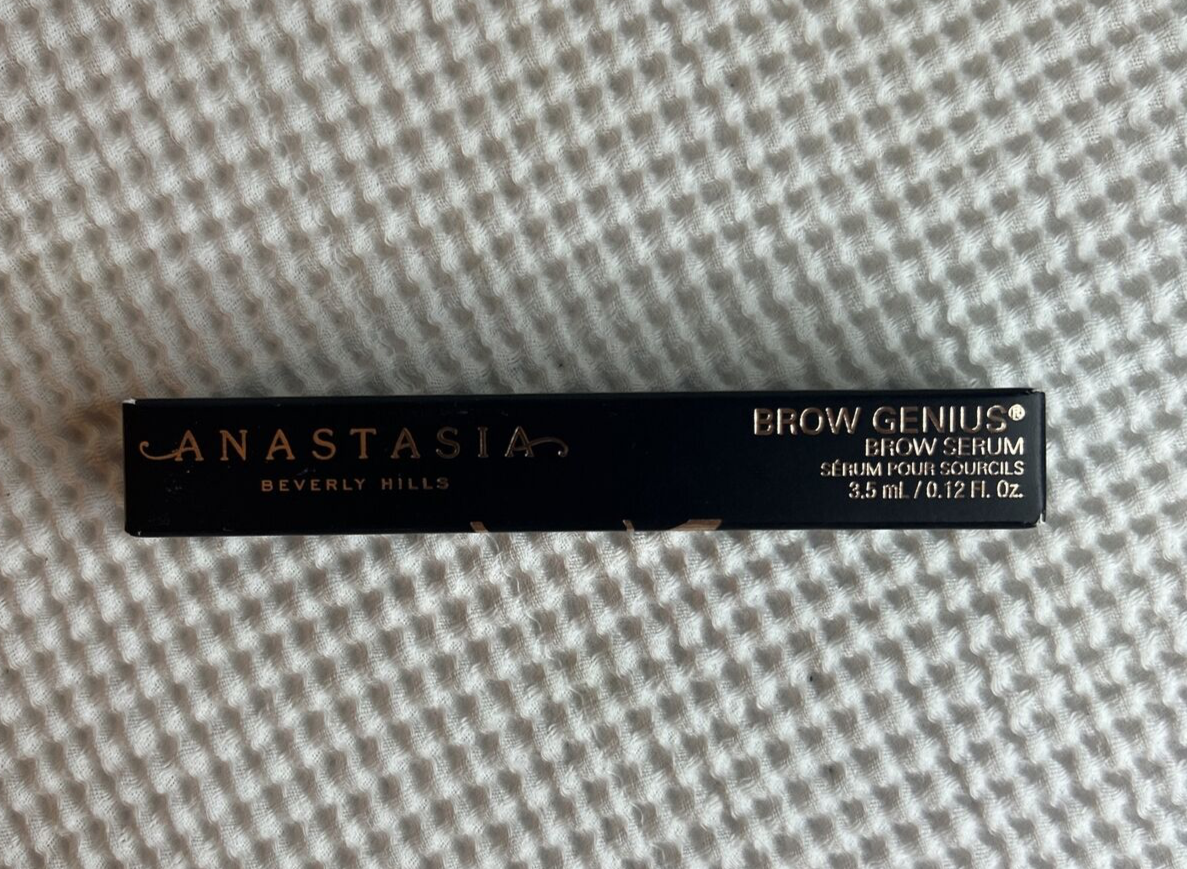 ANASTASIA
BEVERLY HILLS
BROW GENIUS®
BROW SERUM
SÉRUM POUR SOURCILS
3.5 mL / 0.12 Fl. Oz.